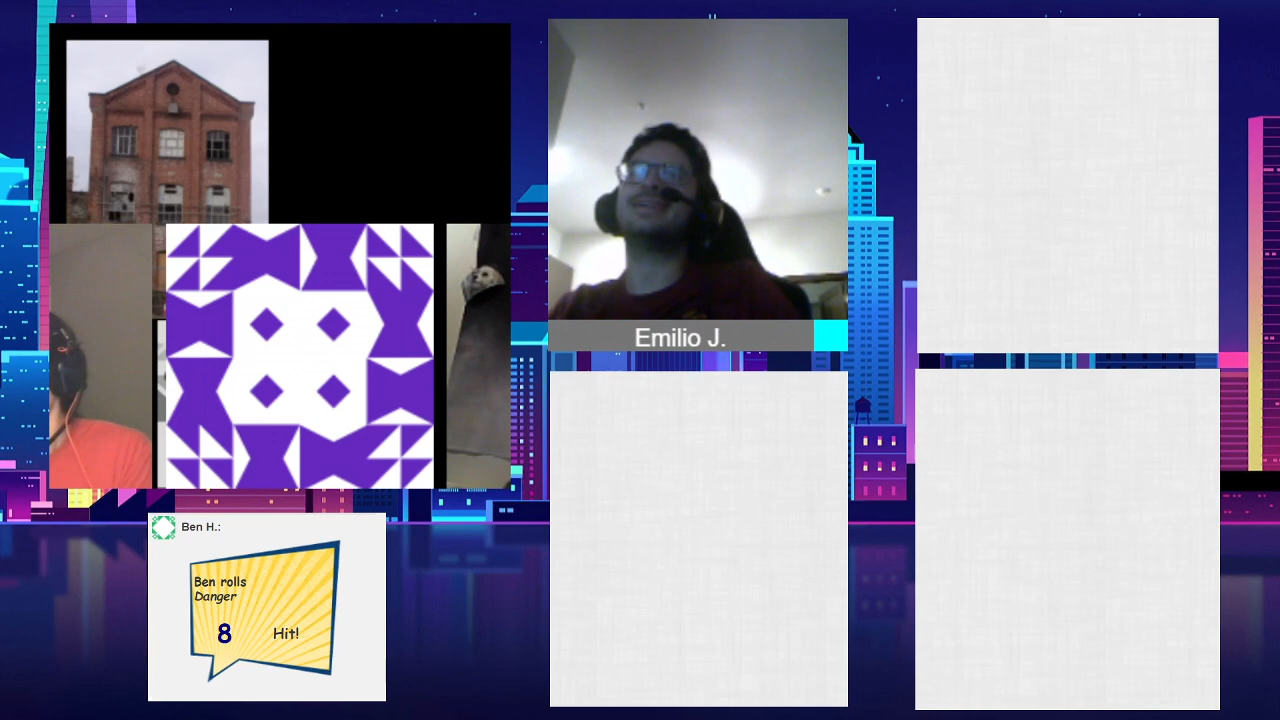 Emilio J.
Ben H.:
Ben rolls
Danger
8 Hit!